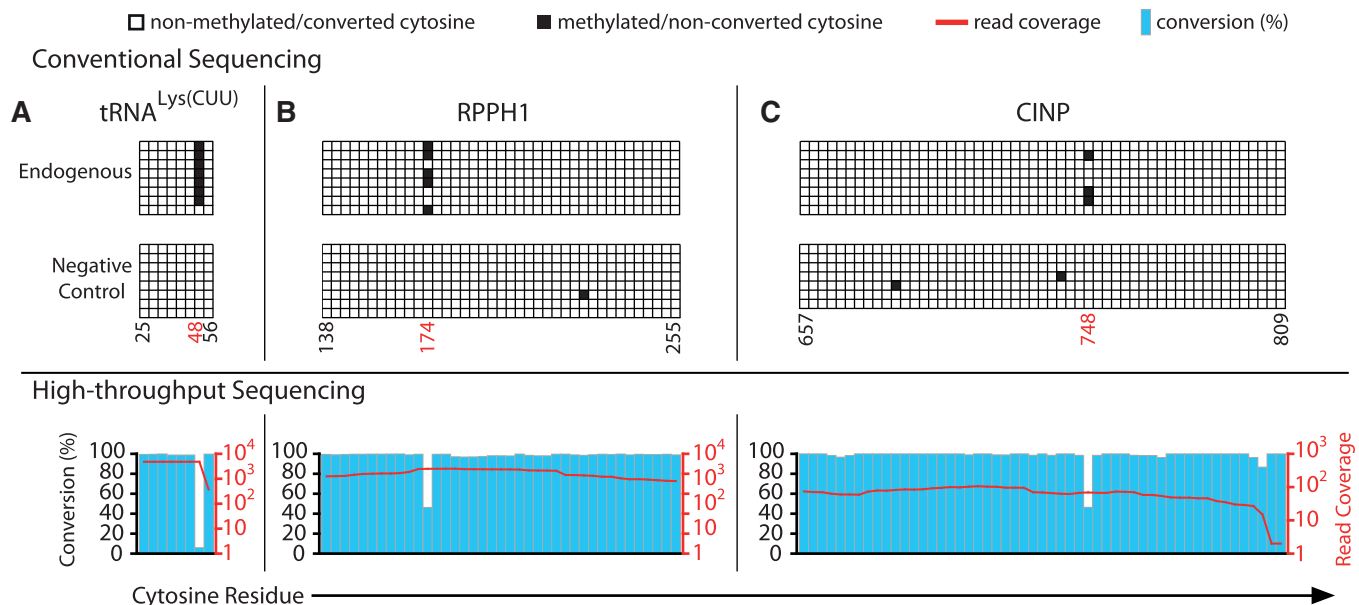 non-methylated/converted cytosine methylated/non-converted cytosine read coverage conversion (%)
Conventional Sequencing
A tRNA Lys(CUU) B RPPH1 C CINP
Endogenous
Negative
Control
25 48 56 138 174 255 657 748 809
High-throughput Sequencing
Conversion (%)
100 80 60 40 20 0
10^4 10^3 10^2 10 1
100 80 60 40 20 0
10^4 10^3 10^2 10 1
100 80 60 40 20 0
10^3 10^2 10 1
Read Coverage
Cytosine Residue